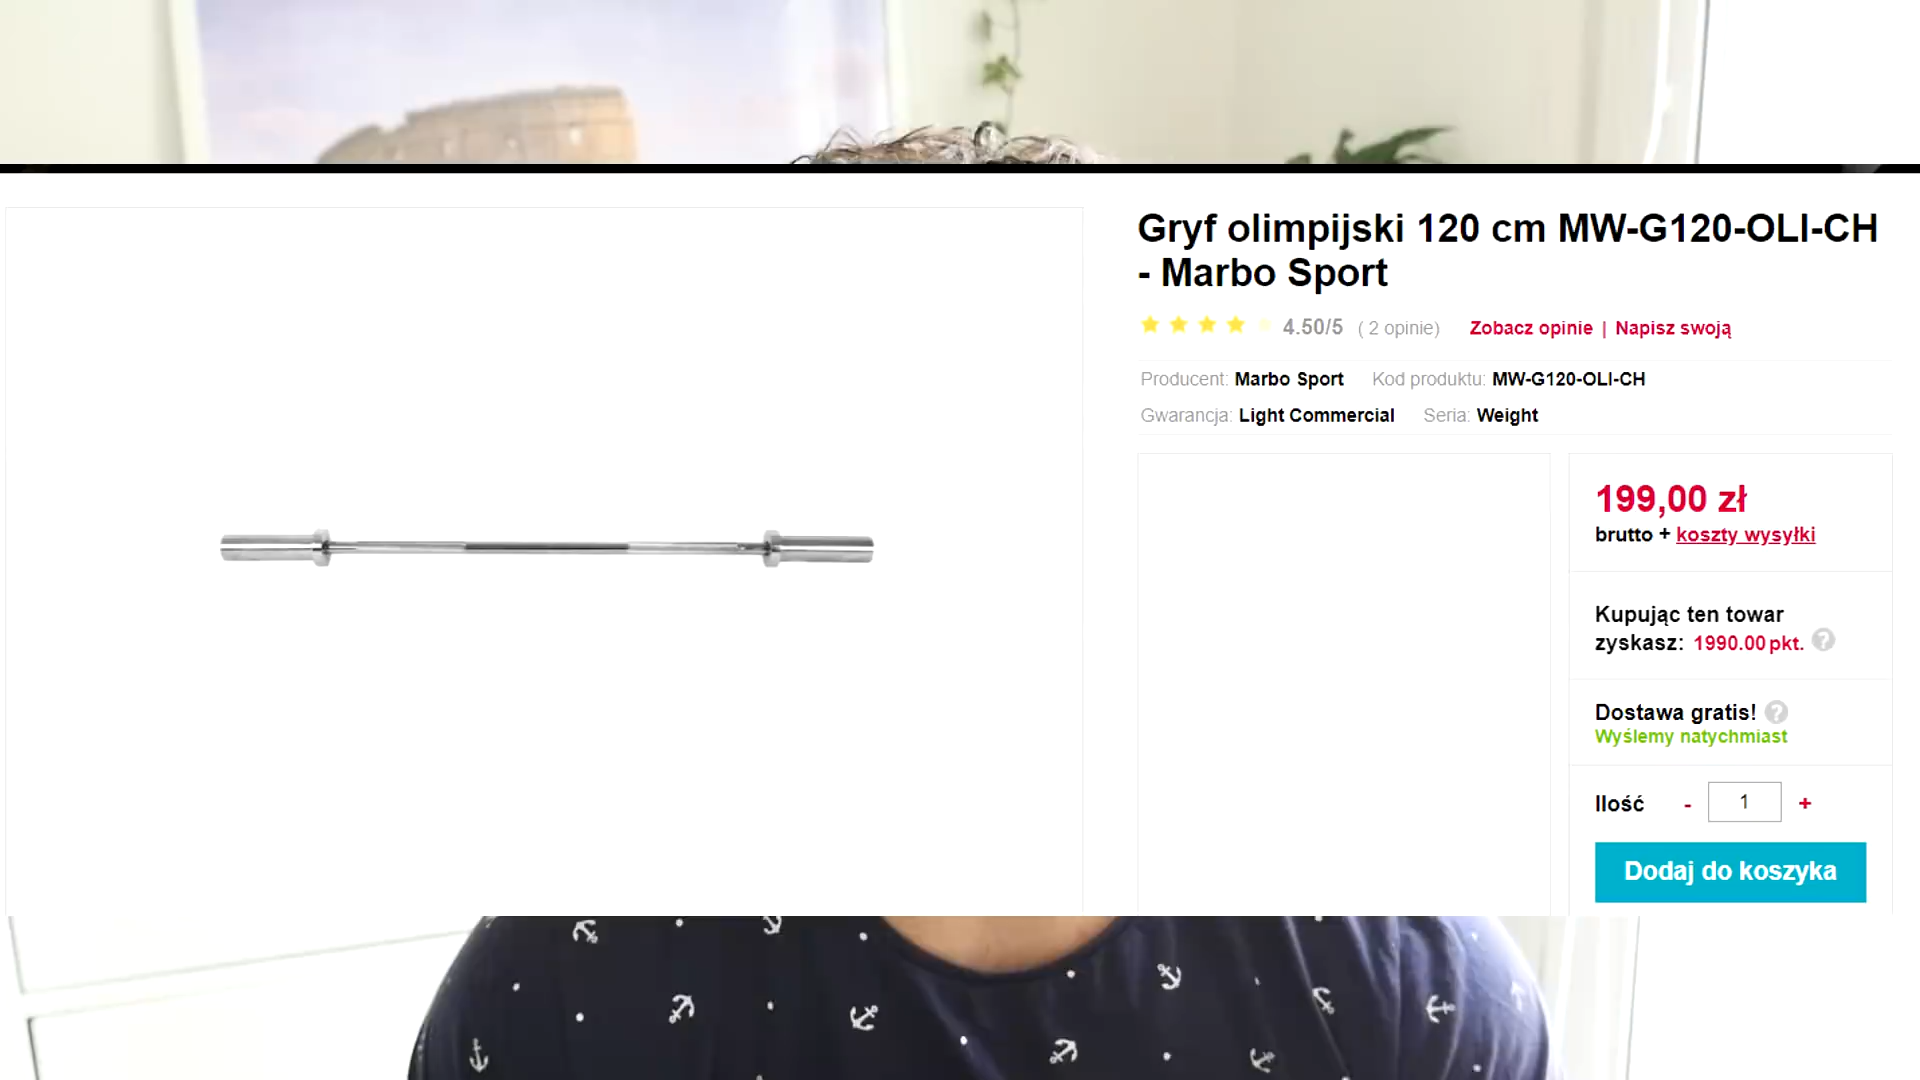 Gryf olimpijski 120 cm MW-G120-OLI-CH
- Marbo Sport
4.50/5 ( 2 opinie) Zobacz opinie | Napisz swoją
Producent: Marbo Sport Kod produktu: MW-G120-OLI-CH
Gwarancja: Light Commercial Seria: Weight
199,00 zł
brutto + koszty wysyłki
Kupując ten towar
zyskasz: 1990.00 pkt. ?
Dostawa gratis! ?
Wyślemy natychmiast
Ilość - 1 +
Dodaj do koszyka